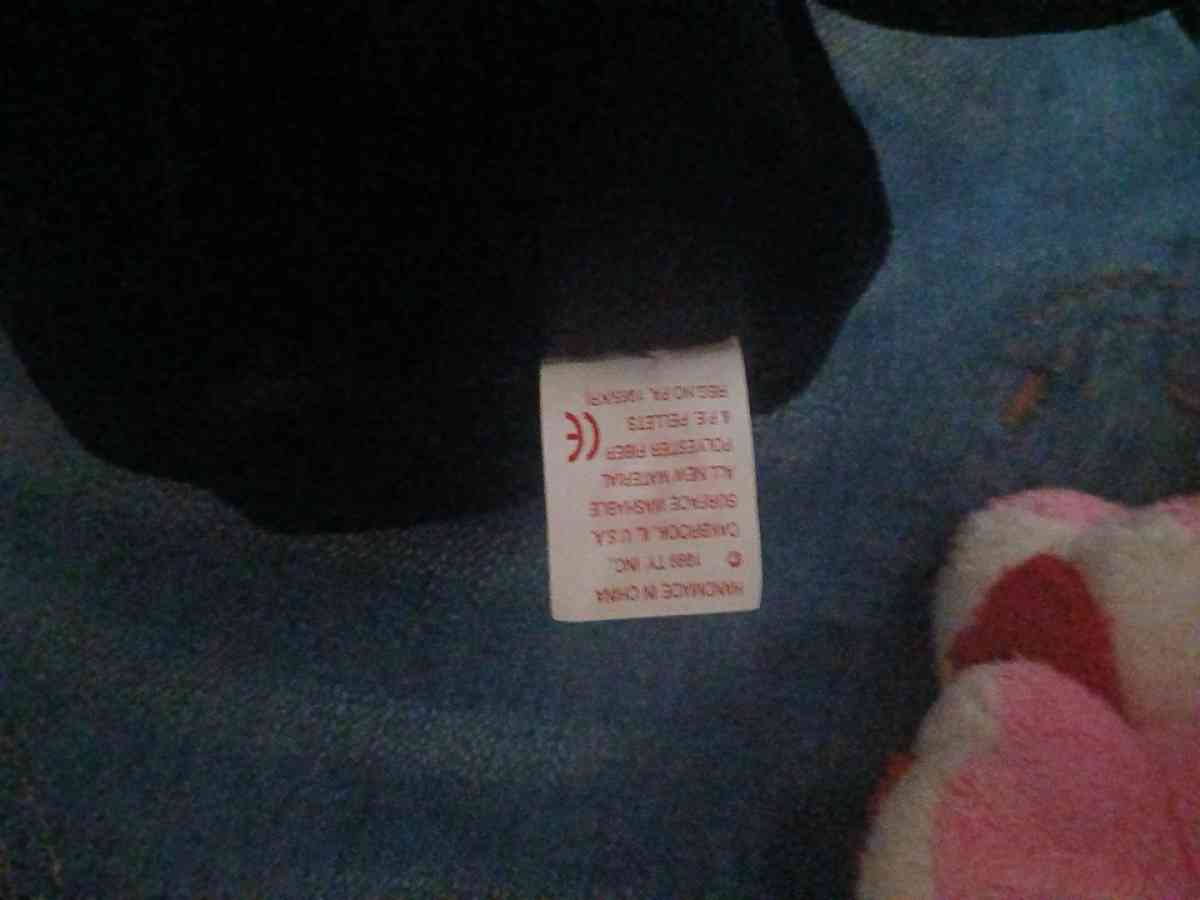 HANDMADE IN CHINA
© TY INC.,
OAKBROOK, IL U.S.A.
SURFACE WASHABLE
ALL NEW MATERIAL
POLYESTER FIBER
& P.E. PELLETS CE
REG. NO PA.